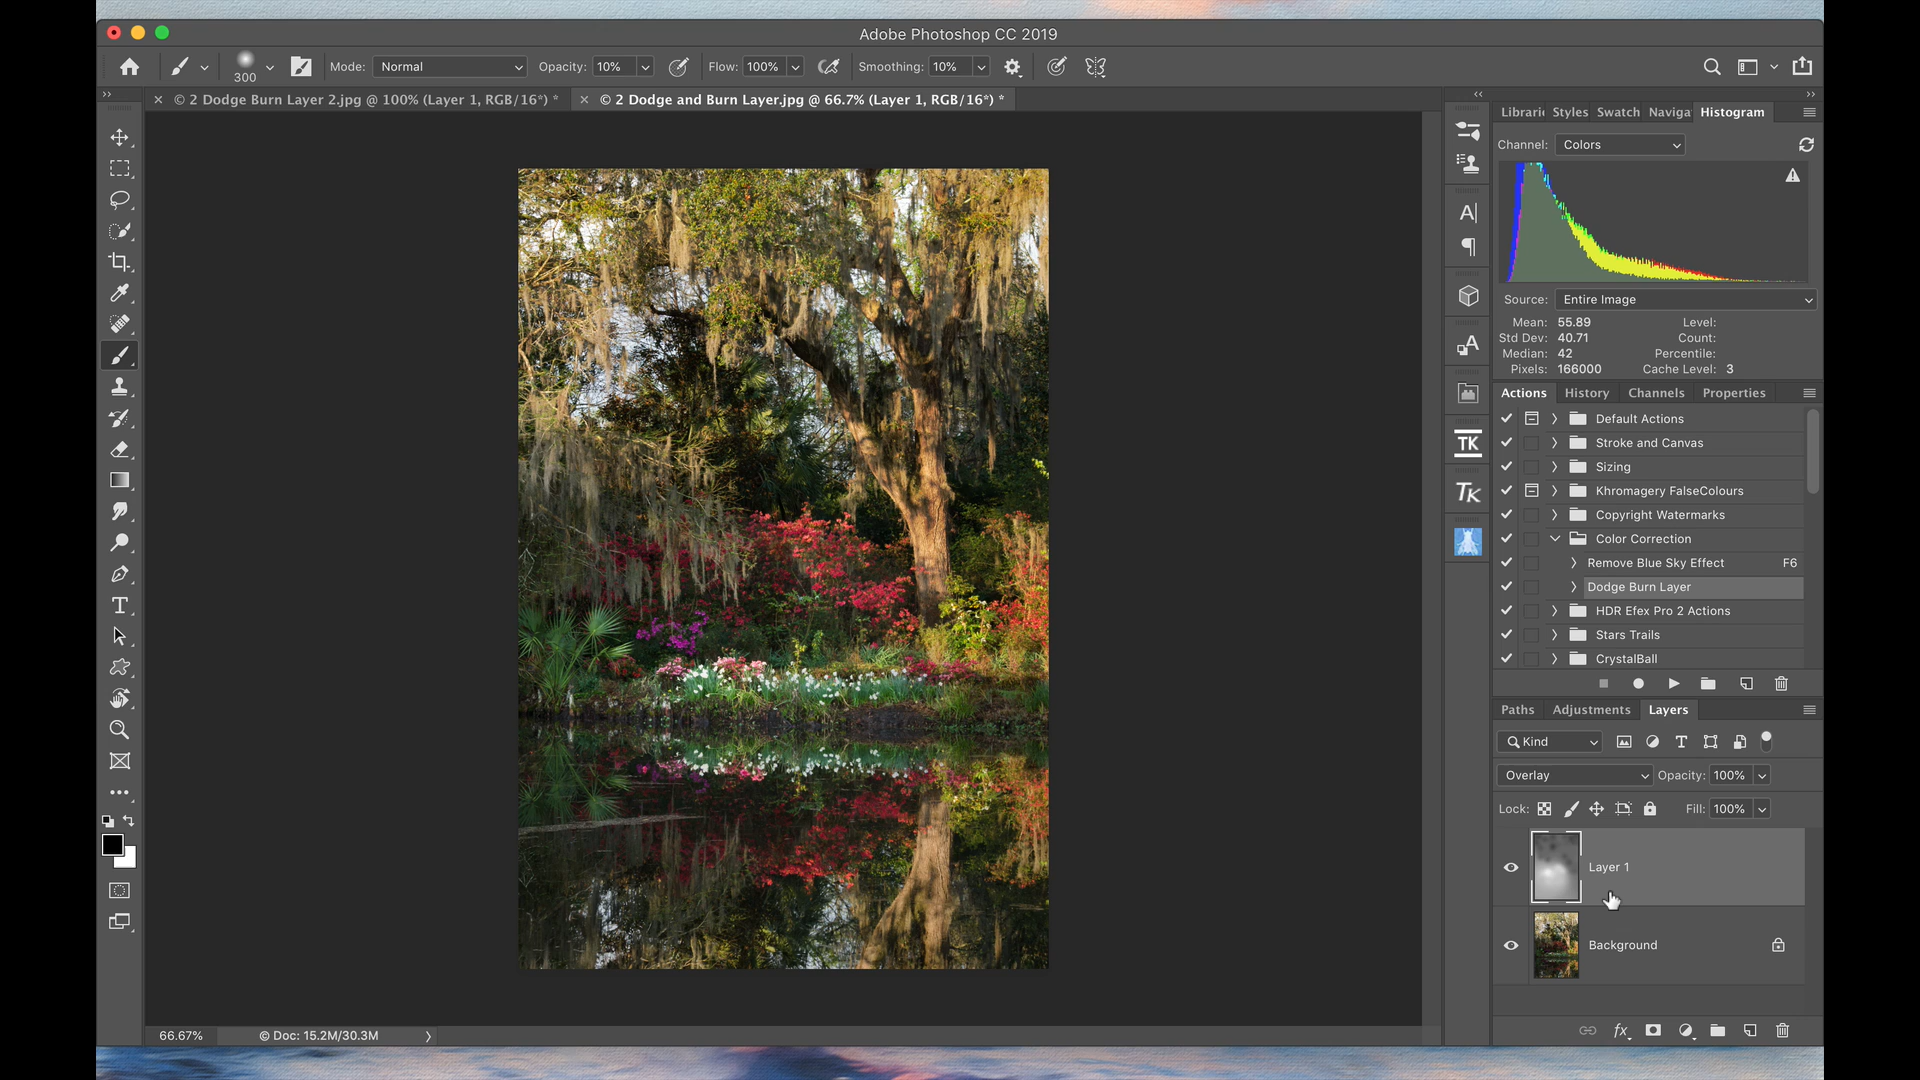 Adobe Photoshop CC 2019
300 Mode: Normal Opacity: 10% Flow: 100% Smoothing: 10%
© 2 Dodge Burn Layer 2.jpg @ 100% (Layer 1, RGB/16*) * © 2 Dodge and Burn Layer.jpg @ 66.7% (Layer 1, RGB/16*) *
Librari Styles Swatch Naviga Histogram
Channel: Colors
Source: Entire Image
Mean: 55.89 Level:
Std Dev: 40.71 Count:
Median: 42 Percentile:
Pixels: 166000 Cache Level: 3
Actions History Channels Properties
Default Actions
Stroke and Canvas
TK
Sizing
Khromagery FalseColours
TK
Copyright Watermarks
Color Correction
Remove Blue Sky Effect F6
Dodge Burn Layer
HDR Efex Pro 2 Actions
Stars Trails
CrystalBall
Paths Adjustments Layers
Kind
Overlay Opacity: 100%
Lock: Fill: 100%
Layer 1
Background
66.67% © Doc: 15.2M/30.3M
fx